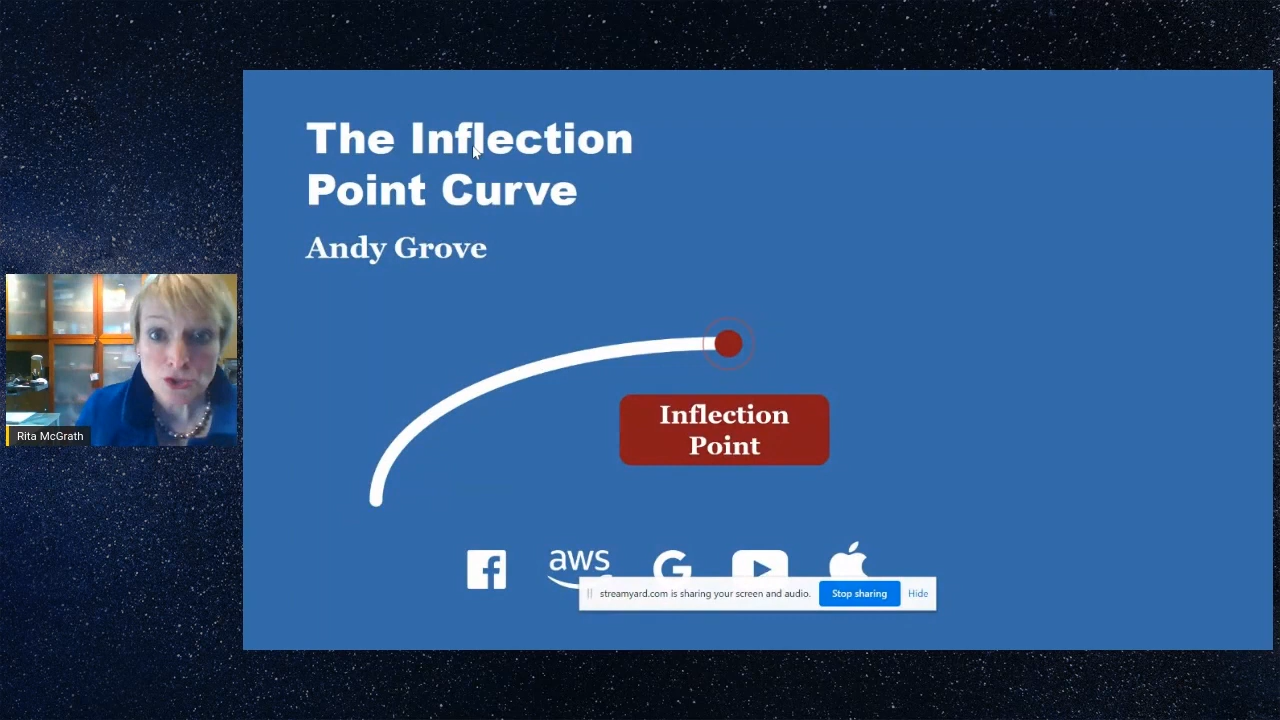 The Inflection
Point Curve
Andy Grove
Rita McGrath
Inflection
Point
aws
G
streamyard.com is sharing your screen and audio.
Stop sharing
Hide